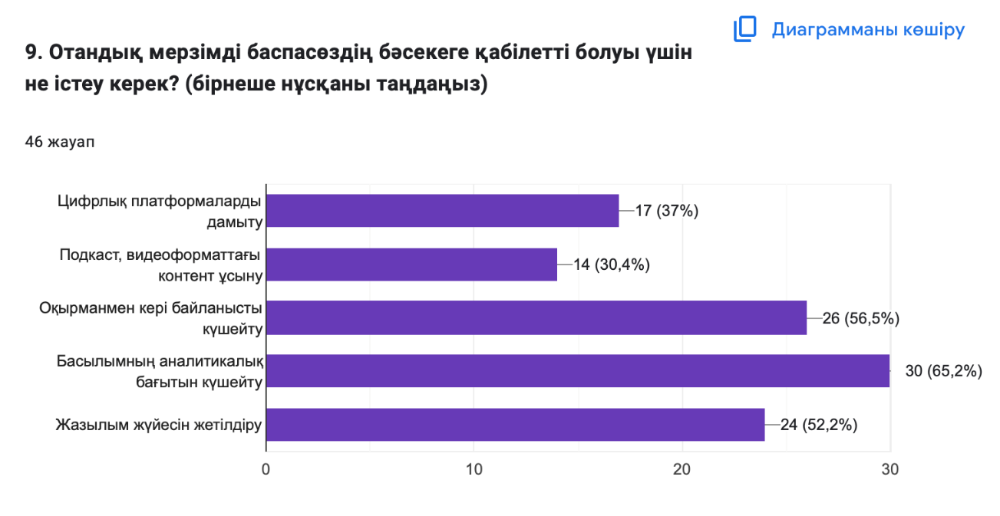 Диаграмманы көшіру
9. Отандық мерзімді баспасөздің бәсекеге қабілетті болуы үшін
не істеу керек? (бірнеше нұсқаны таңдаңыз)
46 жауап
Цифрлық платформаларды
дамыту
17 (37%)
Подкаст, видеоформаттағы
контент ұсыну
14 (30,4%)
Оқырманмен кері байланысты
күшейту
26 (56,5%)
Басылымның аналитикалық
бағытын күшейту
30 (65,2%)
Жазылым жүйесін жетілдіру
24 (52,2%)
0 10 20 30